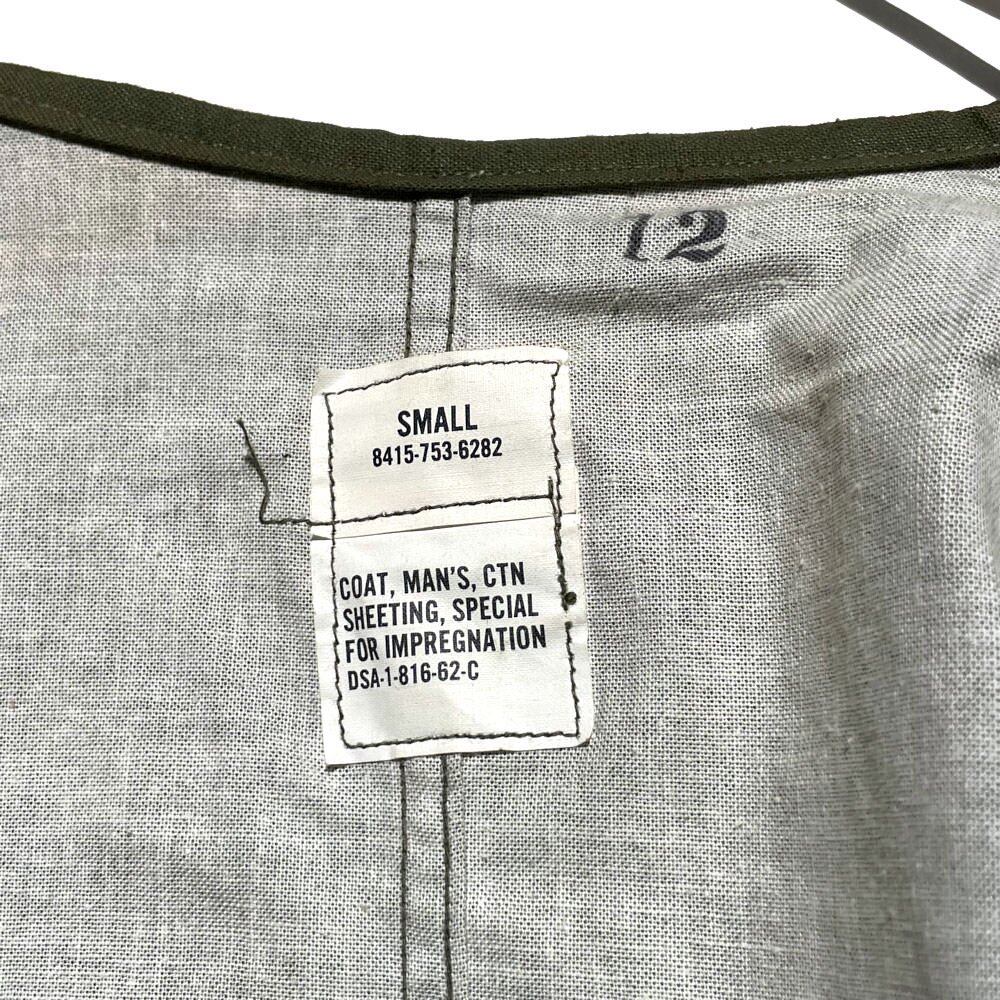 12
SMALL
8415-753-6282
COAT, MAN'S, CTN
SHEETING, SPECIAL
FOR IMPREGNATION
DSA-1-816-62-C